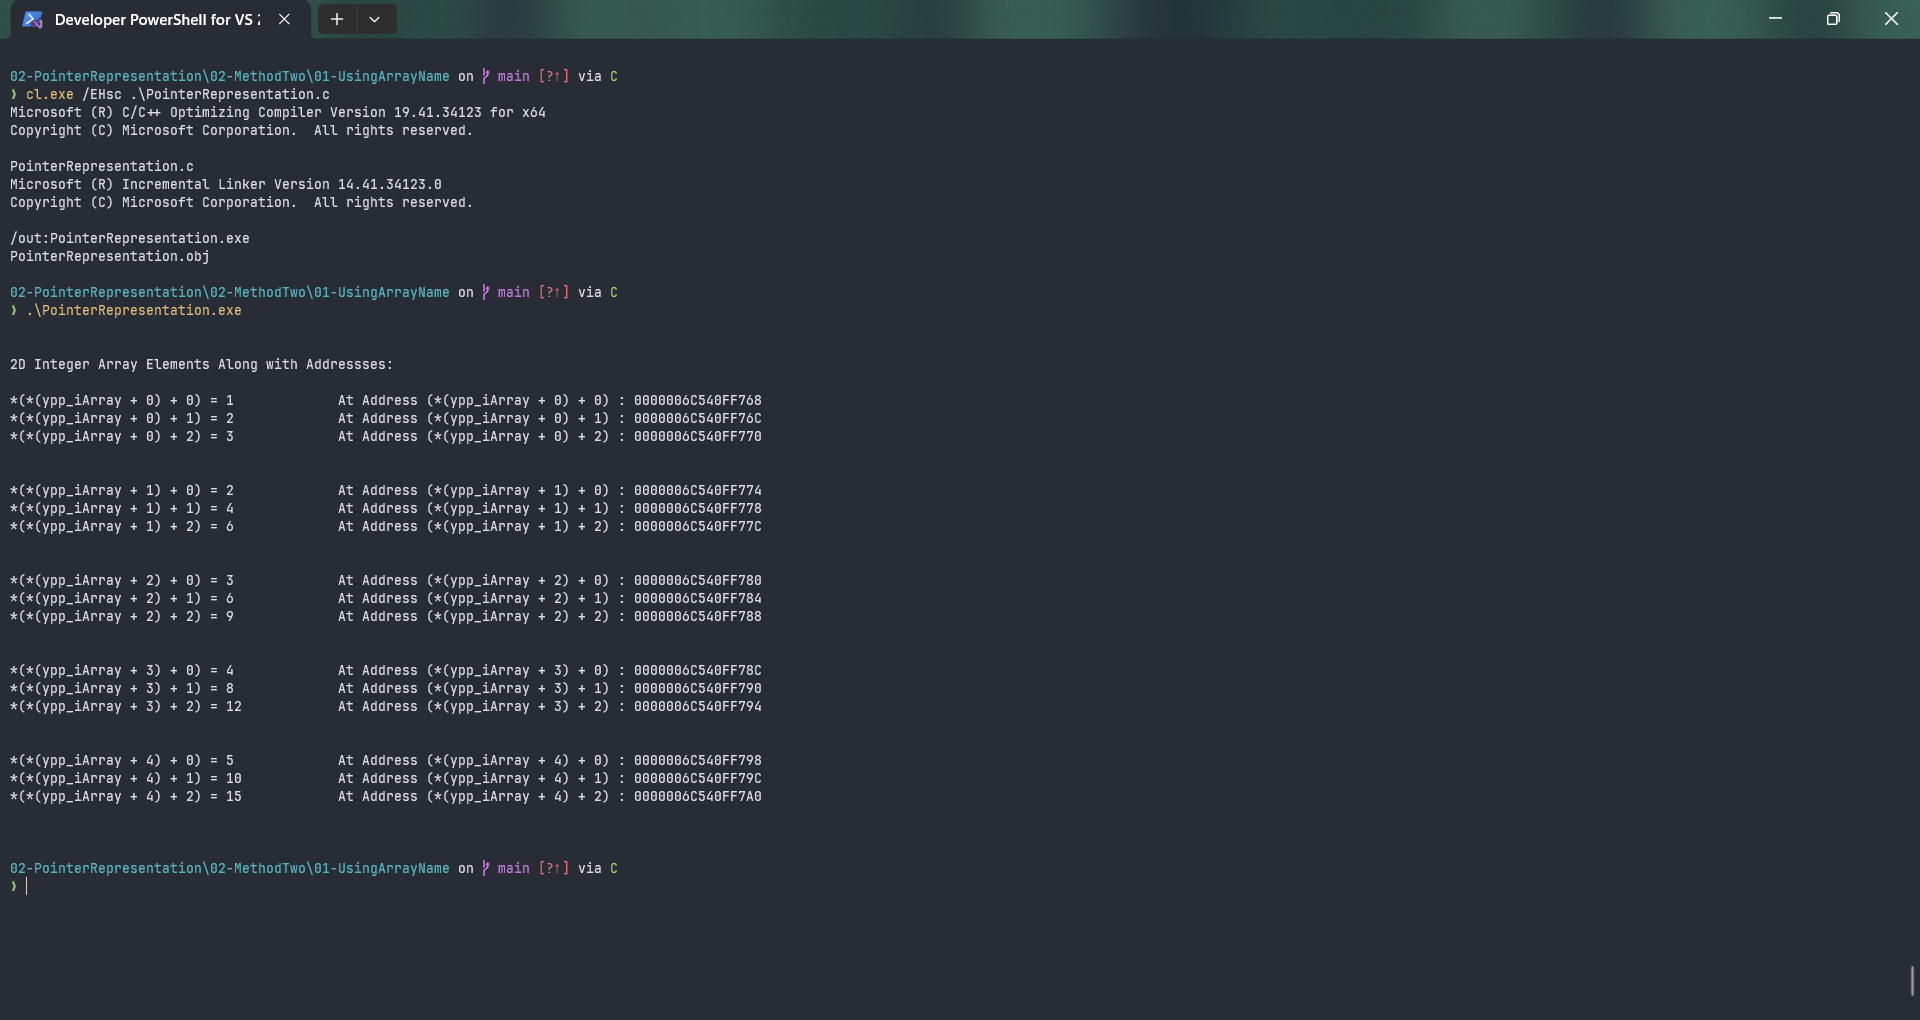 Developer PowerShell for VS 2
02-PointerRepresentation\02-MethodTwo\01-UsingArrayName on main [?↑] via C
❯ cl.exe /EHsc .\PointerRepresentation.c
Microsoft (R) C/C++ Optimizing Compiler Version 19.41.34123 for x64
Copyright (C) Microsoft Corporation.  All rights reserved.
PointerRepresentation.c
Microsoft (R) Incremental Linker Version 14.41.34123.0
Copyright (C) Microsoft Corporation.  All rights reserved.
/out:PointerRepresentation.exe
PointerRepresentation.obj
02-PointerRepresentation\02-MethodTwo\01-UsingArrayName on main [?↑] via C
❯ .\PointerRepresentation.exe
2D Integer Array Elements Along with Addressses:
*(*(ypp_iArray + 0) + 0) = 1 At Address (*(ypp_iArray + 0) + 0) : 0000006C540FF768
*(*(ypp_iArray + 0) + 1) = 2 At Address (*(ypp_iArray + 0) + 1) : 0000006C540FF76C
*(*(ypp_iArray + 0) + 2) = 3 At Address (*(ypp_iArray + 0) + 2) : 0000006C540FF770
*(*(ypp_iArray + 1) + 0) = 2 At Address (*(ypp_iArray + 1) + 0) : 0000006C540FF774
*(*(ypp_iArray + 1) + 1) = 4 At Address (*(ypp_iArray + 1) + 1) : 0000006C540FF778
*(*(ypp_iArray + 1) + 2) = 6 At Address (*(ypp_iArray + 1) + 2) : 0000006C540FF77C
*(*(ypp_iArray + 2) + 0) = 3 At Address (*(ypp_iArray + 2) + 0) : 0000006C540FF780
*(*(ypp_iArray + 2) + 1) = 6 At Address (*(ypp_iArray + 2) + 1) : 0000006C540FF784
*(*(ypp_iArray + 2) + 2) = 9 At Address (*(ypp_iArray + 2) + 2) : 0000006C540FF788
*(*(ypp_iArray + 3) + 0) = 4 At Address (*(ypp_iArray + 3) + 0) : 0000006C540FF78C
*(*(ypp_iArray + 3) + 1) = 8 At Address (*(ypp_iArray + 3) + 1) : 0000006C540FF790
*(*(ypp_iArray + 3) + 2) = 12 At Address (*(ypp_iArray + 3) + 2) : 0000006C540FF794
*(*(ypp_iArray + 4) + 0) = 5 At Address (*(ypp_iArray + 4) + 0) : 0000006C540FF798
*(*(ypp_iArray + 4) + 1) = 10 At Address (*(ypp_iArray + 4) + 1) : 0000006C540FF79C
*(*(ypp_iArray + 4) + 2) = 15 At Address (*(ypp_iArray + 4) + 2) : 0000006C540FF7A0
02-PointerRepresentation\02-MethodTwo\01-UsingArrayName on main [?↑] via C
❯